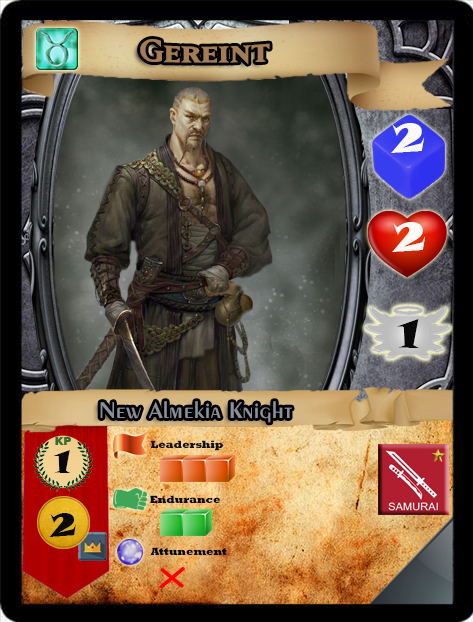 Gereint
2
2
1
New Almekia Knight
KP
1
2
Leadership
Endurance
Attunement
SAMURAI